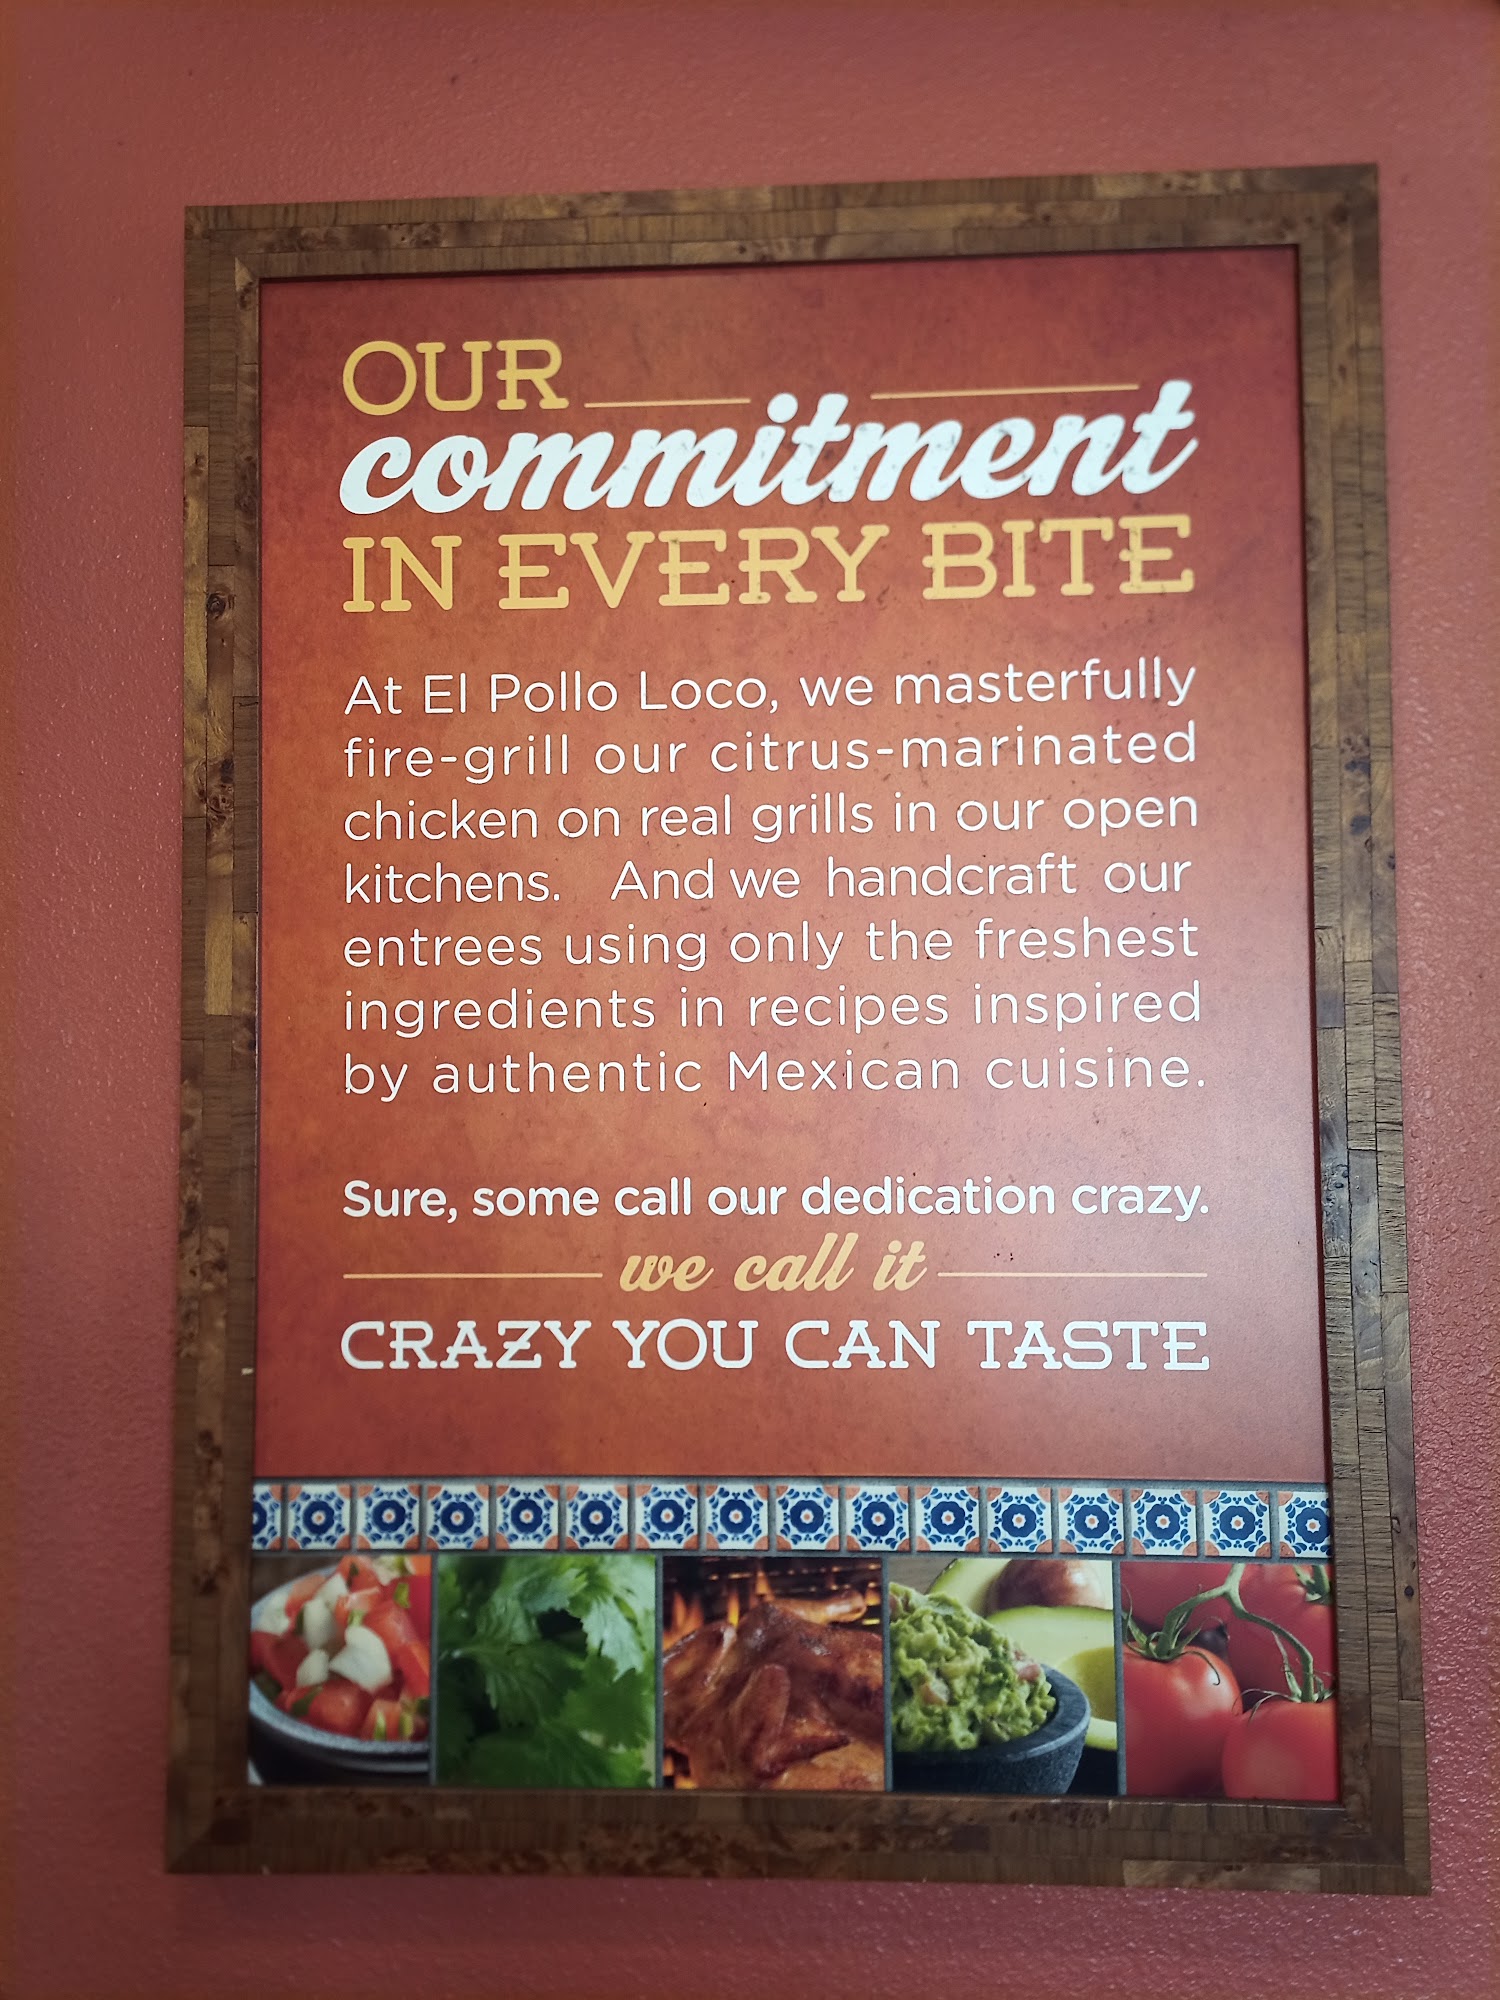 OUR
commitment
IN EVERY BITE
At El Pollo Loco, we masterfully
fire-grill our citrus-marinated
chicken on real grills in our open
kitchens. And we handcraft our
entrees using only the freshest
ingredients in recipes inspired
by authentic Mexican cuisine.
Sure, some call our dedication crazy.
we call it
CRAZY YOU CAN TASTE